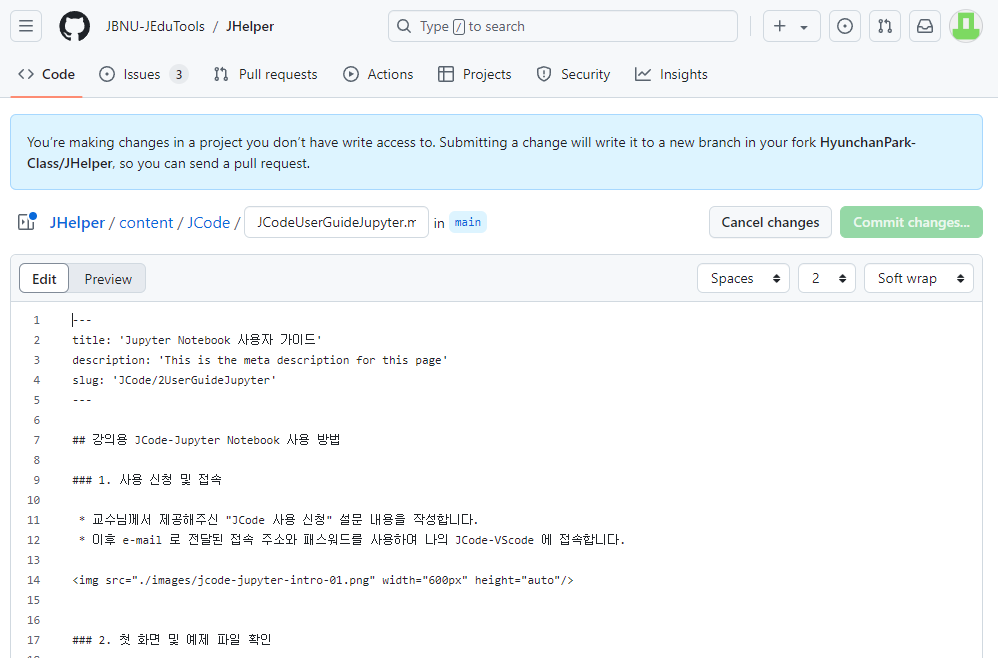 JBNU-JEduTools / JHelper
Type / to search
Code
Issues 3
Pull requests
Actions
Projects
Security
Insights
You're making changes in a project you don't have write access to. Submitting a change will write it to a new branch in your fork HyunchanPark-
Class/JHelper, so you can send a pull request.
JHelper / content / JCode / JCodeUserGuideJupyter.m in main
Cancel changes
Commit changes...
Edit
Preview
Spaces
2
Soft wrap
1 ---
2 title: 'Jupyter Notebook 사용자 가이드'
3 description: 'This is the meta description for this page'
4 slug: 'JCode/2UserGuideJupyter'
5 ---
6
7 ## 강의용 JCode-Jupyter Notebook 사용 방법
8
9 ### 1. 사용 신청 및 접속
10
11 * 교수님께서 제공해주신 "JCode 사용 신청" 설문 내용을 작성합니다.
12 * 이후 e-mail 로 전달된 접속 주소와 패스워드를 사용하여 나의 JCode-VScode 에 접속합니다.
13
14 <img src="./images/jcode-jupyter-intro-01.png" width="600px" height="auto"/>
15
16
17 ### 2. 첫 화면 및 예제 파일 확인